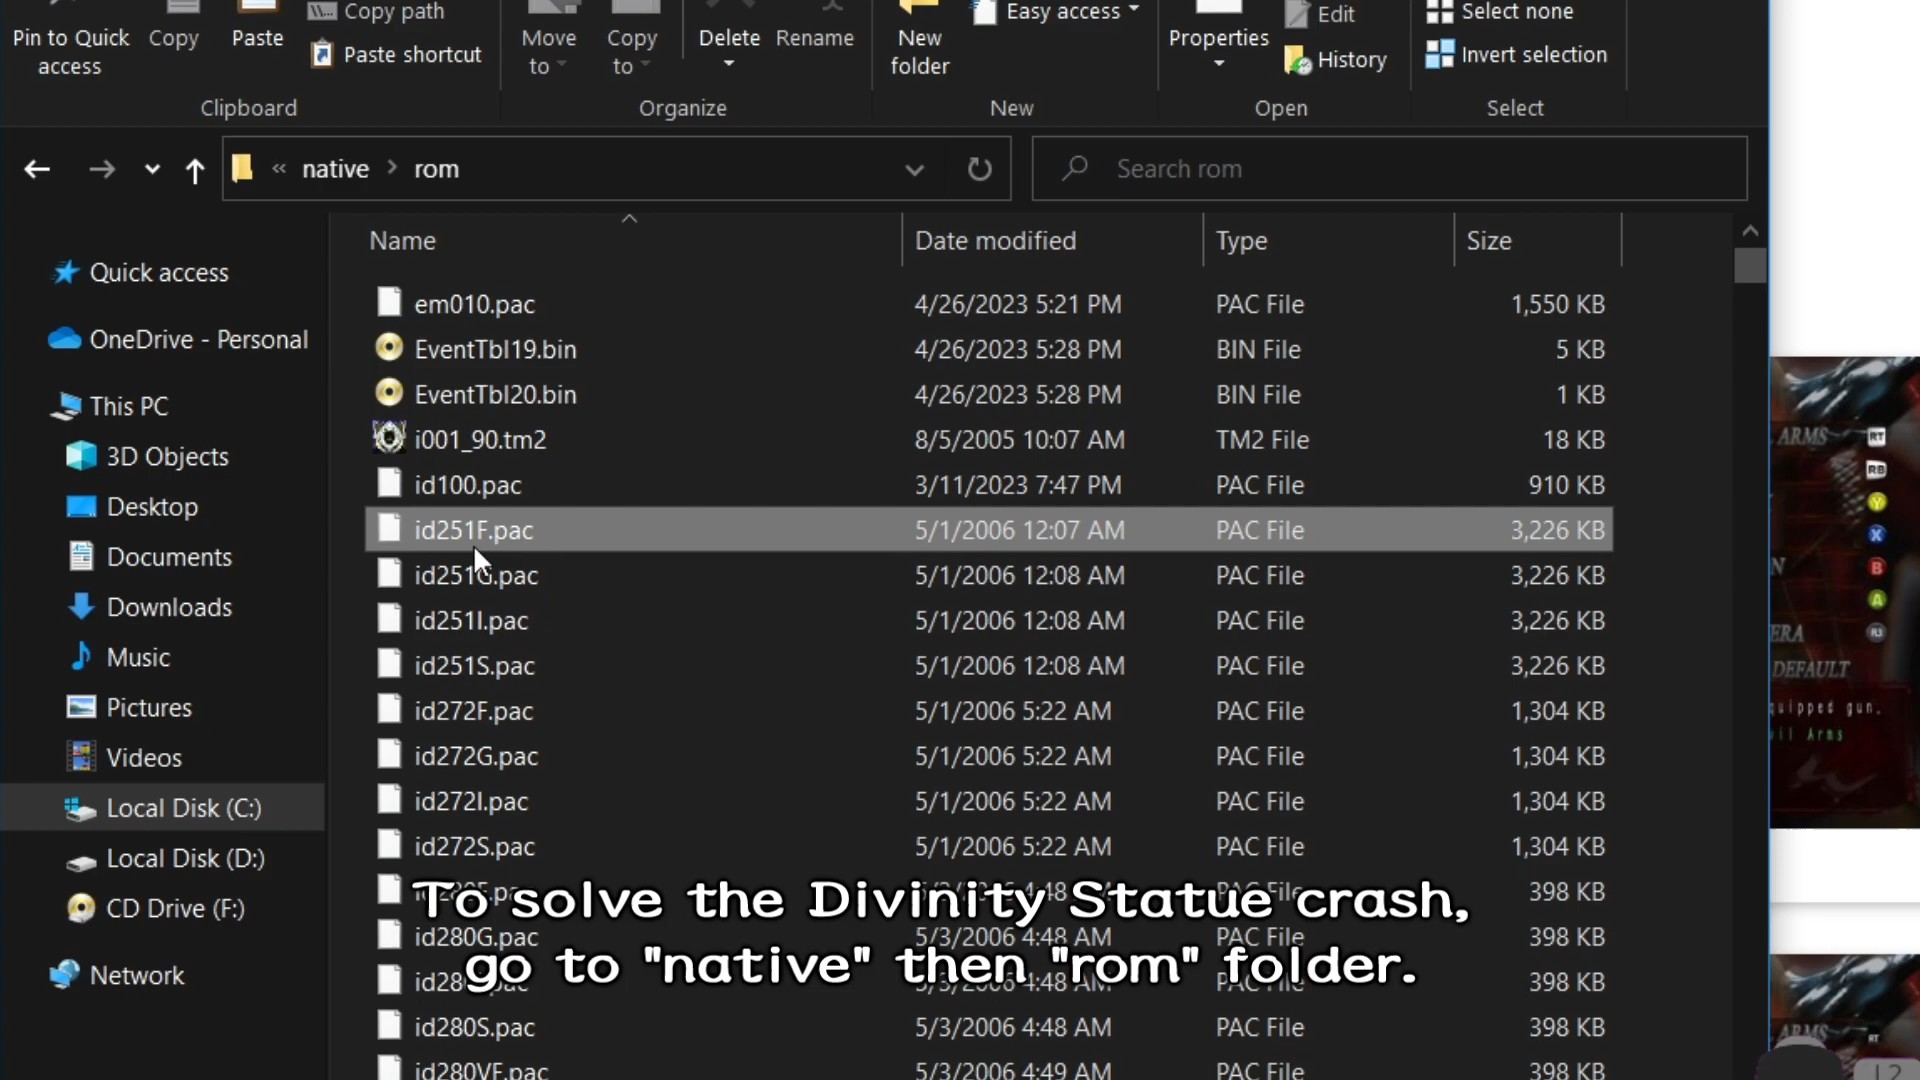 Pin to Quick access
Copy
Paste
Copy path
Paste shortcut
Move to
Copy to
Delete
Rename
New folder
Easy access
Properties
Edit
History
Select none
Invert selection
Clipboard
Organize
New
Open
Select
« native > rom
Search rom
Name Date modified Type Size
Quick access
OneDrive - Personal
This PC
3D Objects
Desktop
Documents
Downloads
Music
Pictures
Videos
Local Disk (C:)
Local Disk (D:)
CD Drive (F:)
Network
em010.pac 4/26/2023 5:21 PM PAC File 1,550 KB
EventTbl19.bin 4/26/2023 5:28 PM BIN File 5 KB
EventTbl20.bin 4/26/2023 5:28 PM BIN File 1 KB
i001_90.tm2 8/5/2005 10:07 AM TM2 File 18 KB
id100.pac 3/11/2023 7:47 PM PAC File 910 KB
id251F.pac 5/1/2006 12:07 AM PAC File 3,226 KB
id251G.pac 5/1/2006 12:08 AM PAC File 3,226 KB
id251I.pac 5/1/2006 12:08 AM PAC File 3,226 KB
id251S.pac 5/1/2006 12:08 AM PAC File 3,226 KB
id272F.pac 5/1/2006 5:22 AM PAC File 1,304 KB
id272G.pac 5/1/2006 5:22 AM PAC File 1,304 KB
id272I.pac 5/1/2006 5:22 AM PAC File 1,304 KB
id272S.pac 5/1/2006 5:22 AM PAC File 1,304 KB
398 KB
To solve the Divinity Statue crash,
id280G.pac 5/3/2006 4:48 AM PAC File 398 KB
go to "native" then "rom" folder.
398 KB
id280S.pac 5/3/2006 4:48 AM PAC File 398 KB
id280VF.pac 5/3/2006 4:49 AM PAC File 398 KB
ARMS
RT
RB
Y
X
B
A
R3
DEFAULT
quipped gun.
vil Arms
ARMS
RT
L2